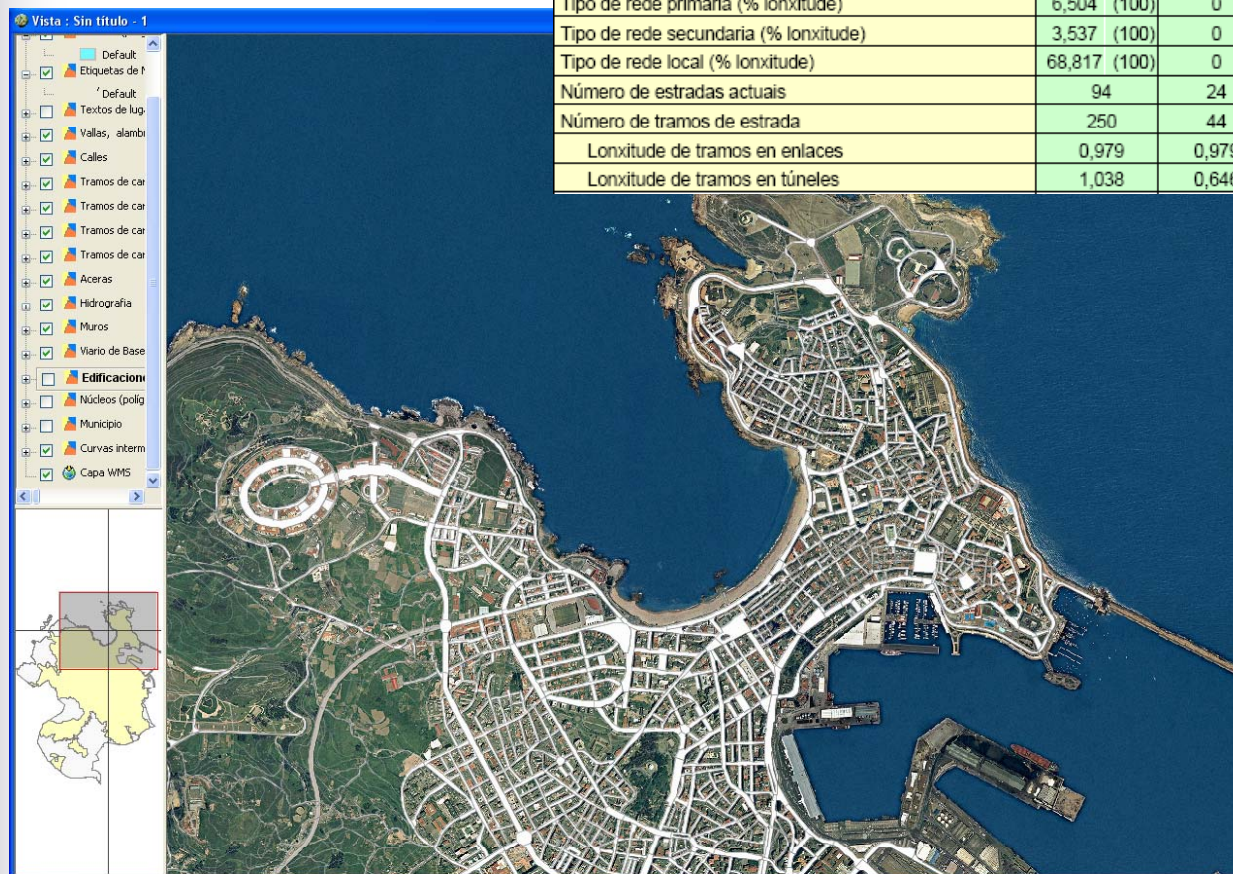 Vista : Sin título - 1
Default
Etiquetas de
Default
Textos de lug
Vallas, alambr
Calles
Tramos de car
Tramos de car
Tramos de car
Tramos de car
Aceras
Hidrografia
Muros
Viario de Base
Edificacion
Núcleos (políg
Municipio
Curvas interm
Capa WMS
Tipo de rede primaria (% lonxitude) 6,504 (100) 0
Tipo de rede secundaria (% lonxitude) 3,537 (100) 0
Tipo de rede local (% lonxitude) 68,817 (100) 0
Número de estradas actuais 94 24
Número de tramos de estrada 250 44
Lonxitude de tramos en enlaces 0,979 0,979
Lonxitude de tramos en túneles 1,038 0,646